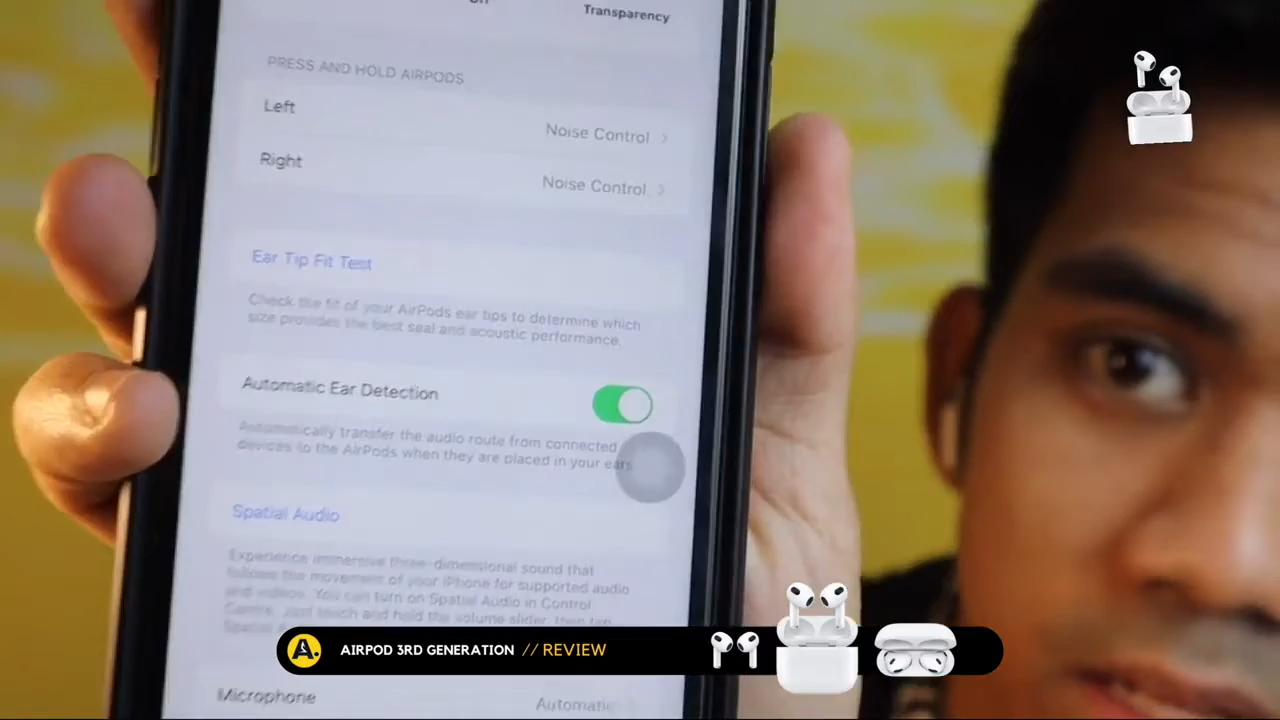 Transparency
PRESS AND HOLD AIRPODS
Left
Noise Control
Right
Noise Control
Ear Tip Fit Test
Check the fit of your AirPods ear tips to determine which
size provides the best seal and acoustic performance.
Automatic Ear Detection
Automatically transfer the audio route from connected
devices to the AirPods when they are placed in your ears
Spatial Audio
Experience immersive three-dimensional sound that
follows the movement of your iPhone for supported audio
and videos. You can turn on Spatial Audio in Control
Centre. Just touch and hold the volume slider, then tap
Spatial
A.
AIRPOD 3RD GENERATION // REVIEW
Microphone
Automatic